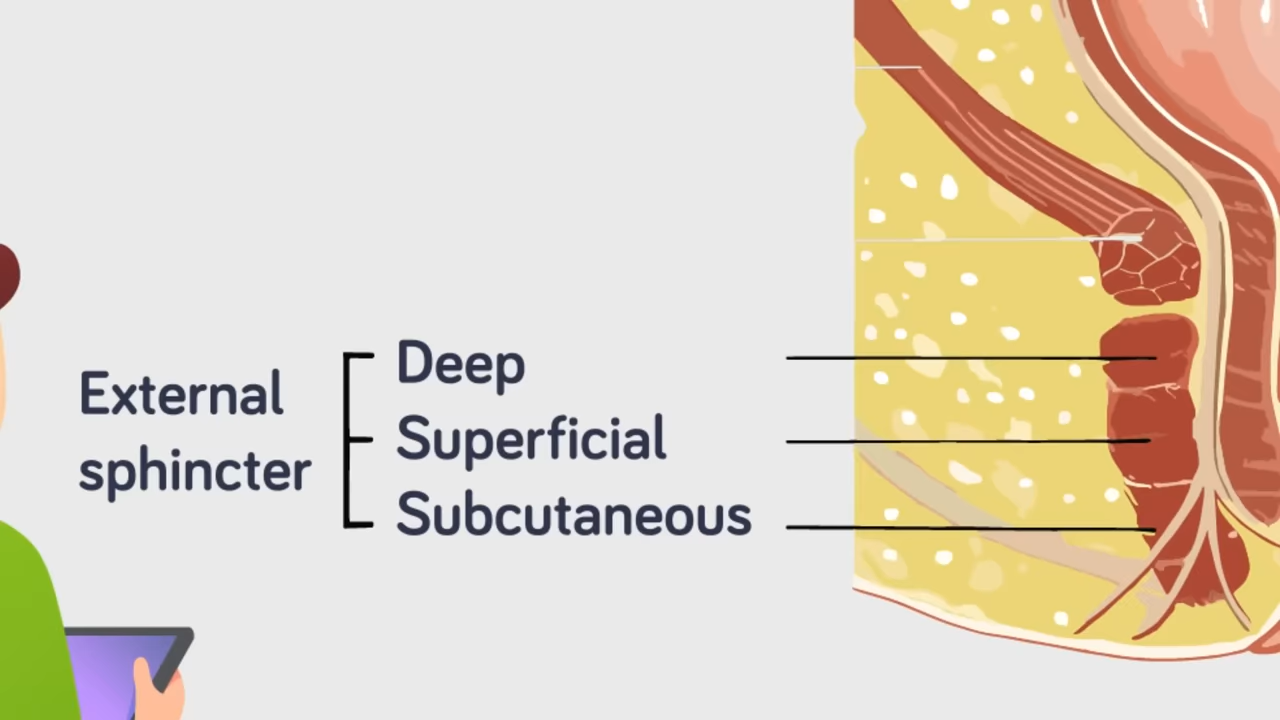 External
sphincter
Deep
Superficial
Subcutaneous